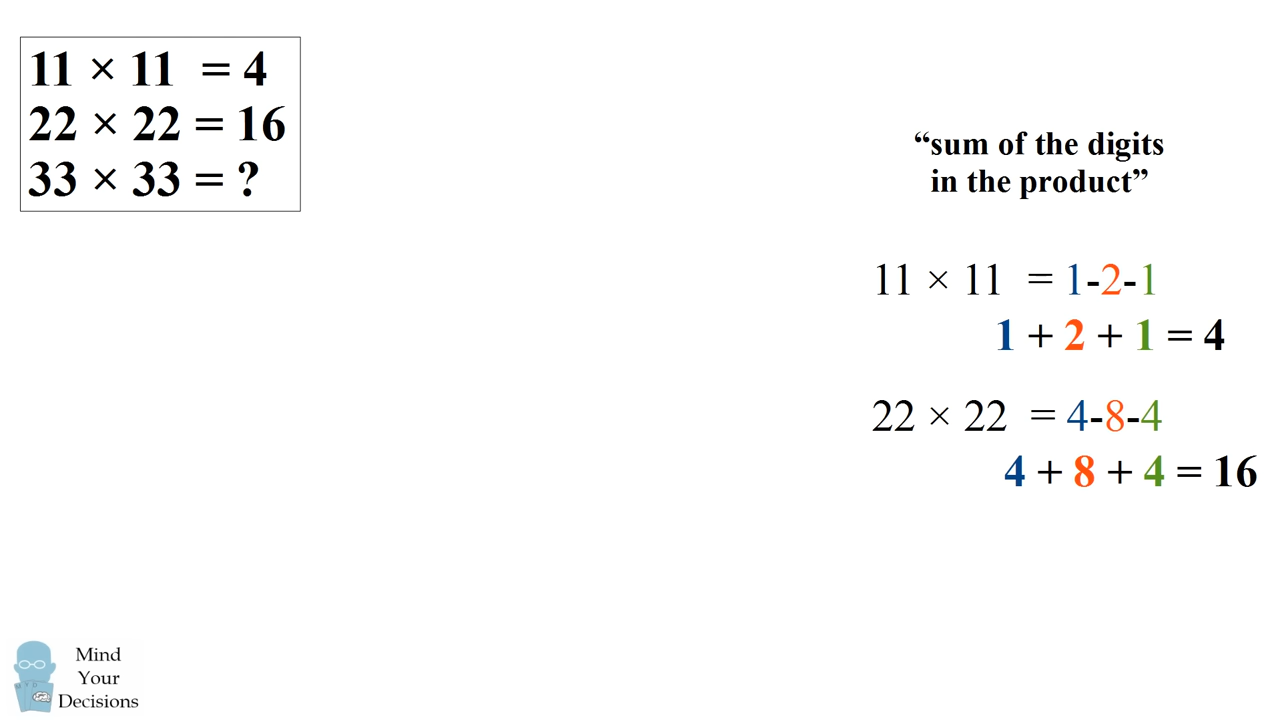 11 × 11 = 4
22 × 22 = 16
33 × 33 = ?
“sum of the digits
in the product”
11 × 11 = 1-2-1
1 + 2 + 1 = 4
22 × 22 = 4-8-4
4 + 8 + 4 = 16
Mind
Your
Decisions